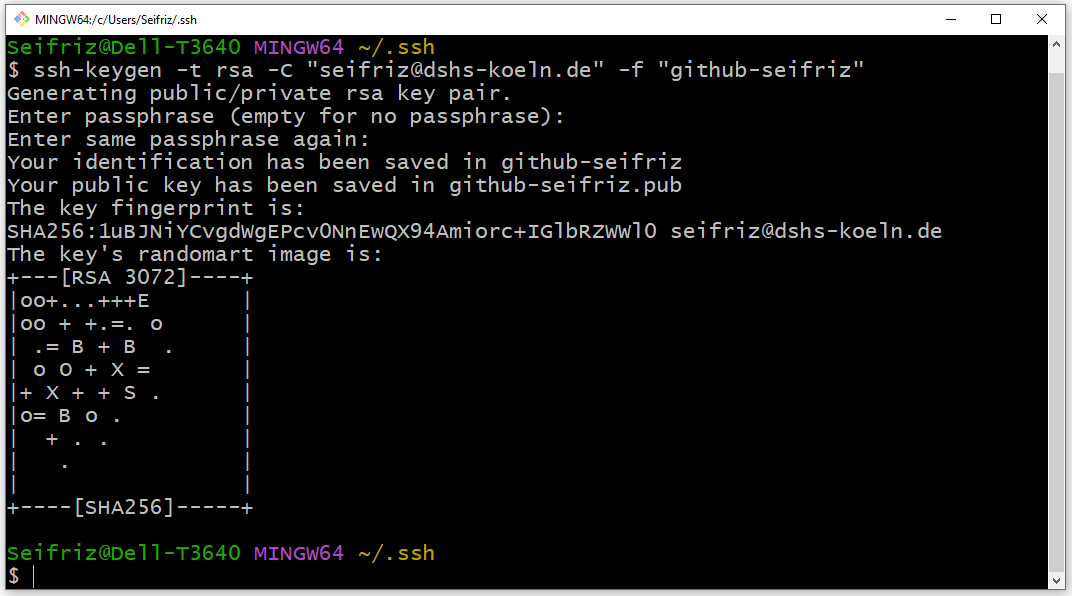 MINGW64:/c/Users/Seifriz/.ssh
Seifriz@Dell-T3640 MINGW64 ~/.ssh
$ ssh-keygen -t rsa -C "seifriz@dshs-koeln.de" -f "github-seifriz"
Generating public/private rsa key pair.
Enter passphrase (empty for no passphrase):
Enter same passphrase again:
Your identification has been saved in github-seifriz
Your public key has been saved in github-seifriz.pub
The key fingerprint is:
SHA256:1uBJNiYCvgdWgEPcvONnEwQX94Amiorc+IGlbRZWWlO seifriz@dshs-koeln.de
The key's randomart image is:
+---[RSA 3072]----+
|oo+...+++E       |
|oo + +.=. o      |
| .= B + B  .     |
| o O + X =       |
|+ X + + S .      |
|o= B o .         |
|  + . .          |
|   .             |
|                 |
+----[SHA256]-----+
Seifriz@Dell-T3640 MINGW64 ~/.ssh
$